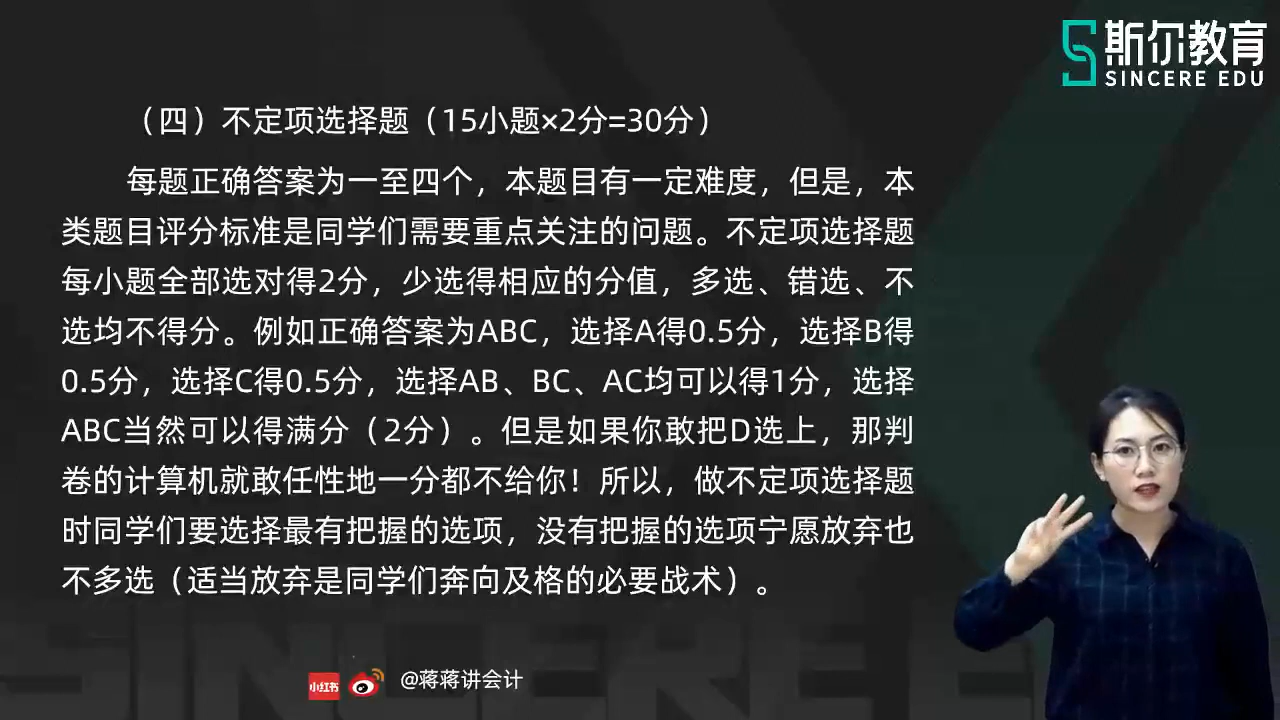 斯尔教育
SINCERE EDU
（四）不定项选择题（15小题×2分=30分）
每题正确答案为一至四个，本题目有一定难度，但是，本
类题目评分标准是同学们需要重点关注的问题。不定项选择题
每小题全部选对得2分，少选得相应的分值，多选、错选、不
选均不得分。例如正确答案为ABC，选择A得0.5分，选择B得
0.5分，选择C得0.5分，选择AB、BC、AC均可以得1分，选择
ABC当然可以得满分（2分）。但是如果你敢把D选上，那判
卷的计算机就敢任性地一分都不给你！所以，做不定项选择题
时同学们要选择最有把握的选项，没有把握的选项宁愿放弃也
不多选（适当放弃是同学们奔向及格的必要战术）。
SINCERE E
小红书
@蒋蒋讲会计